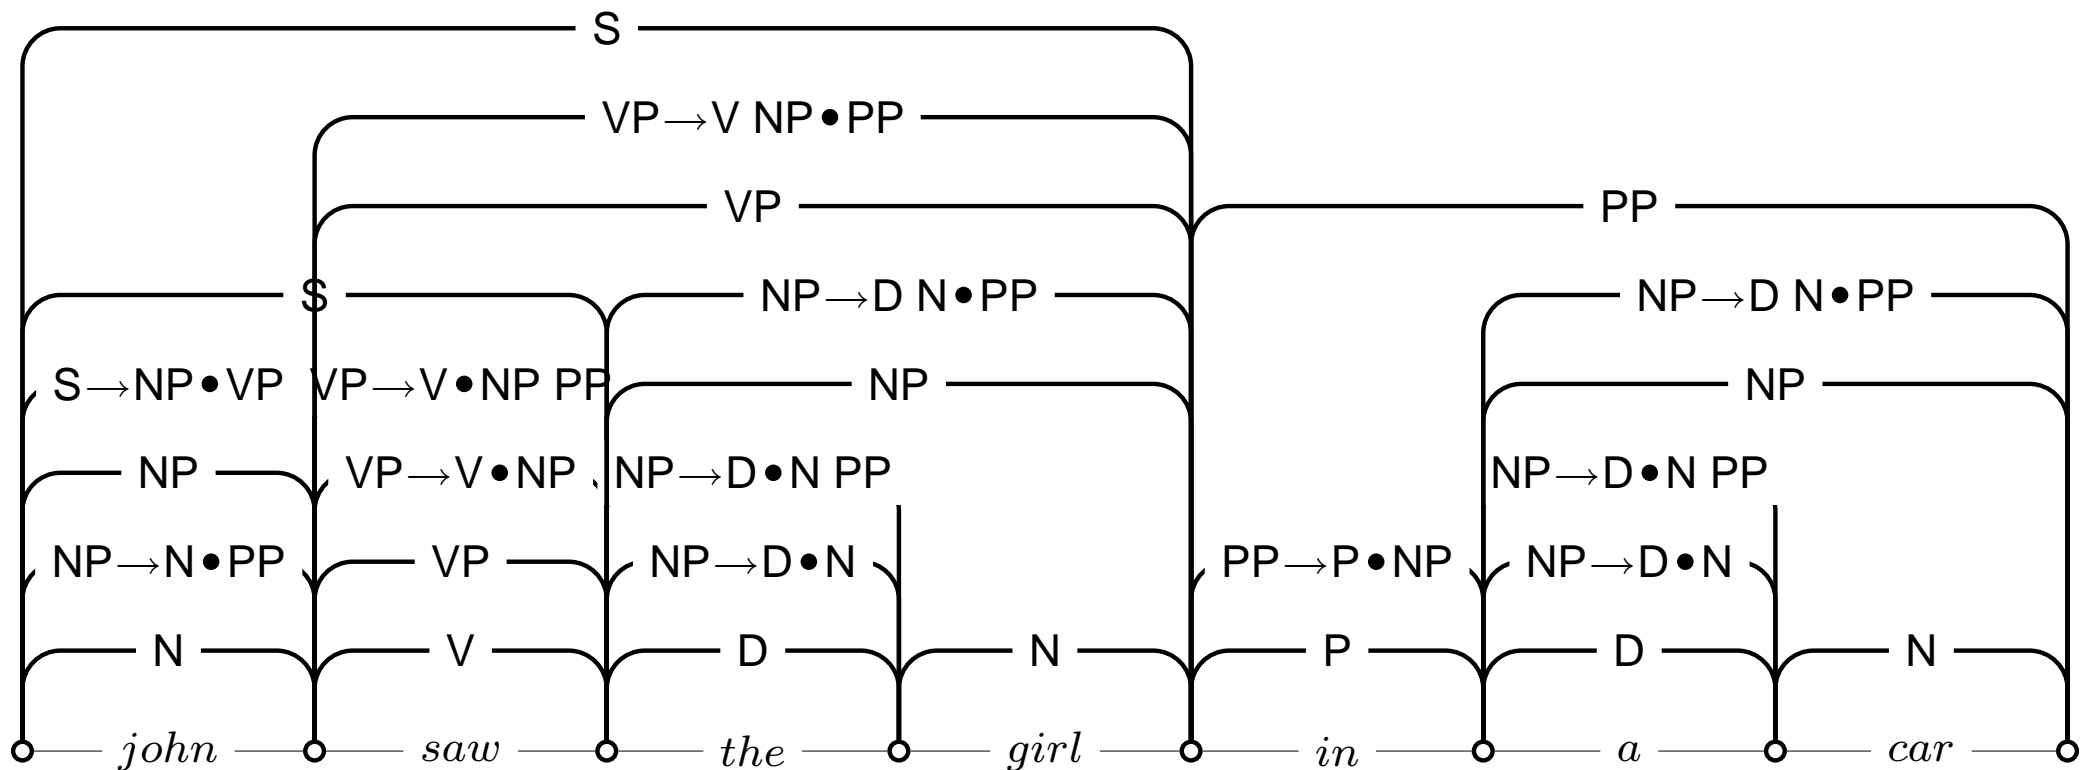 S
VP→V NP•PP
VP PP
S NP→D N•PP NP→D N•PP
S→NP•VP VP→V•NP PP NP NP
NP VP→V•NP NP→D•N PP NP→D•N PP
NP→N•PP VP NP→D•N PP→P•NP NP→D•N
N V D N P D N
john saw the girl in a car